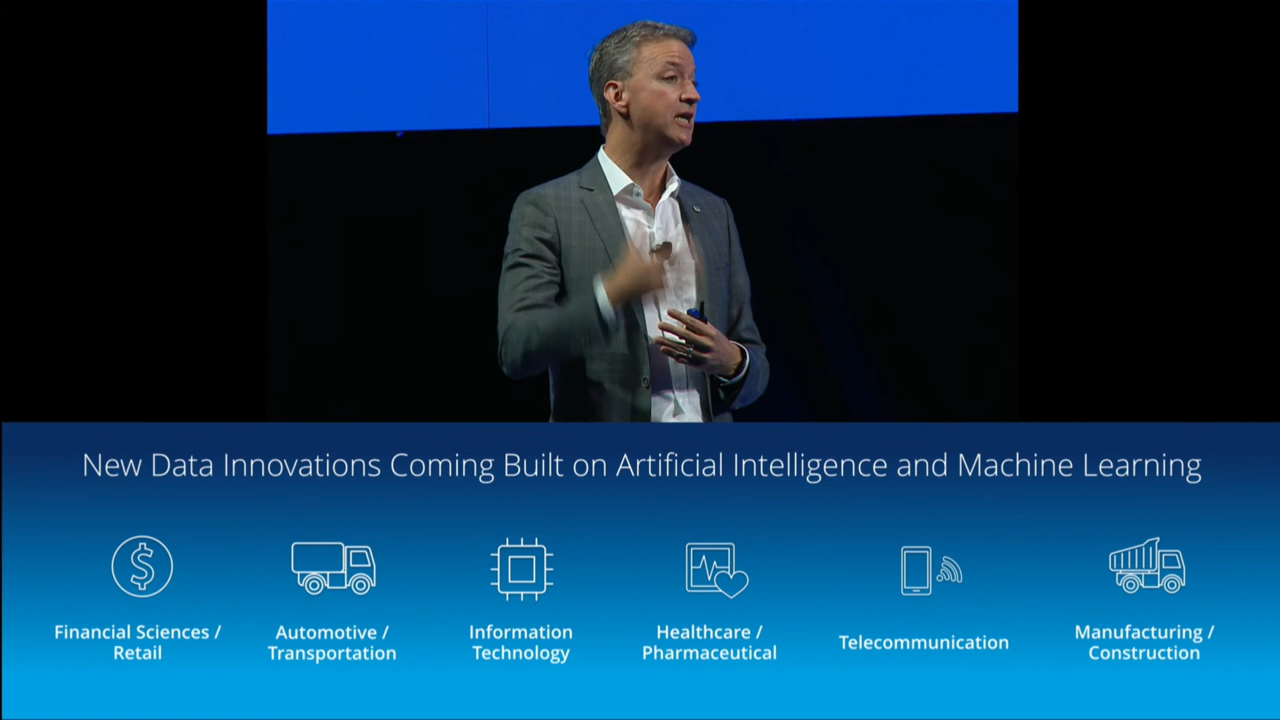 New Data Innovations Coming Built on Artificial Intelligence and Machine Learning
Financial Sciences /
Retail
Automotive /
Transportation
Information
Technology
Healthcare /
Pharmaceutical
Telecommunication
Manufacturing /
Construction